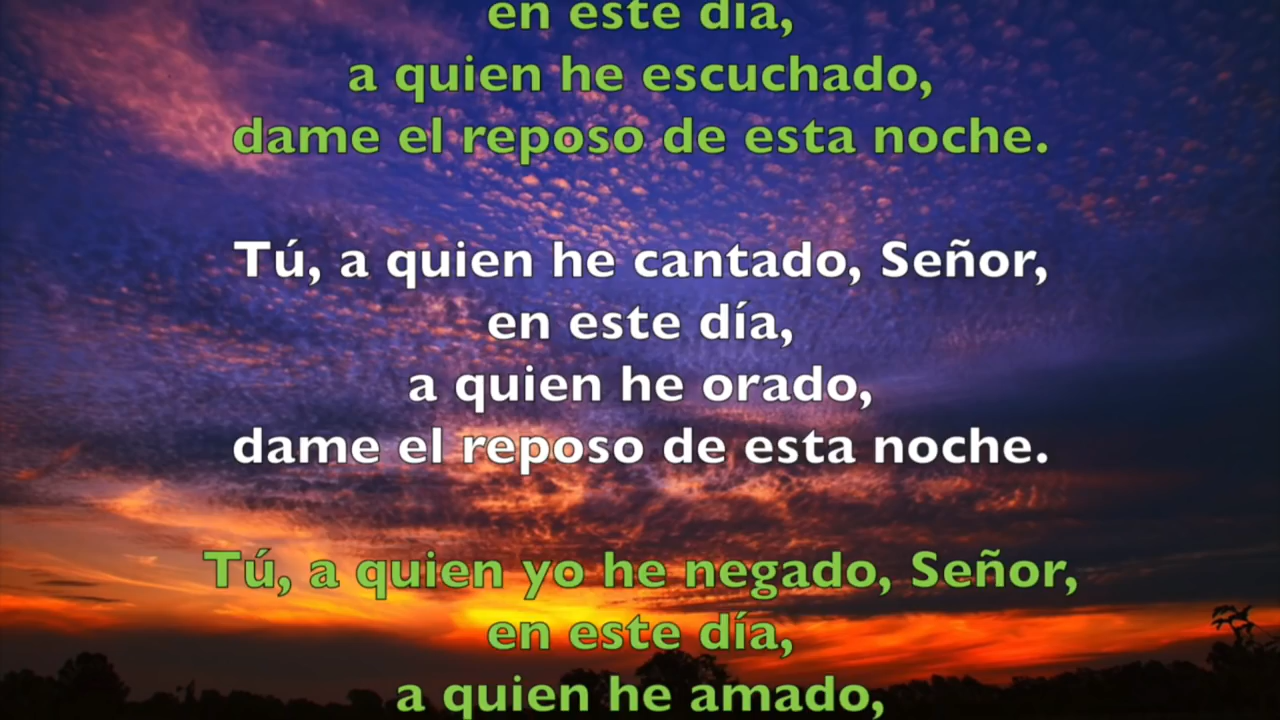 en este día,
a quien he escuchado,
dame el reposo de esta noche.
Tú, a quien he cantado, Señor,
en este día,
a quien he orado,
dame el reposo de esta noche.
Tú, a quien yo he negado, Señor,
en este día,
a quien he amado,